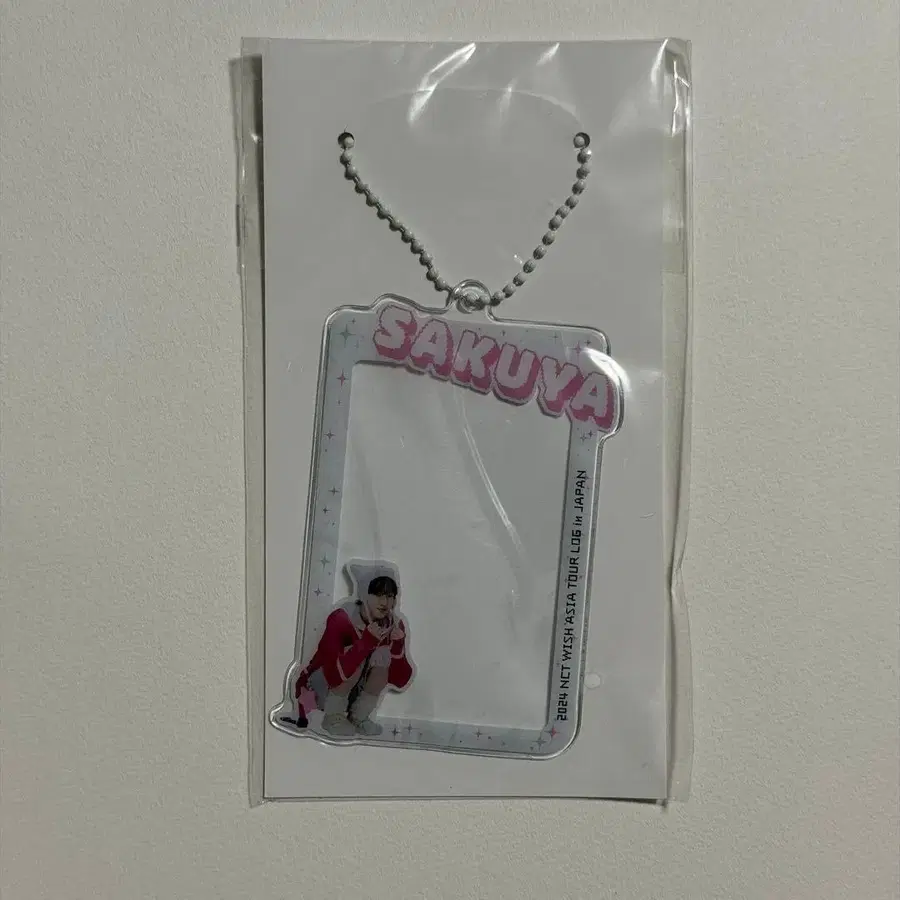 SAKUYA
2024 NCT WISH ASIA TOUR LOG in JAPAN